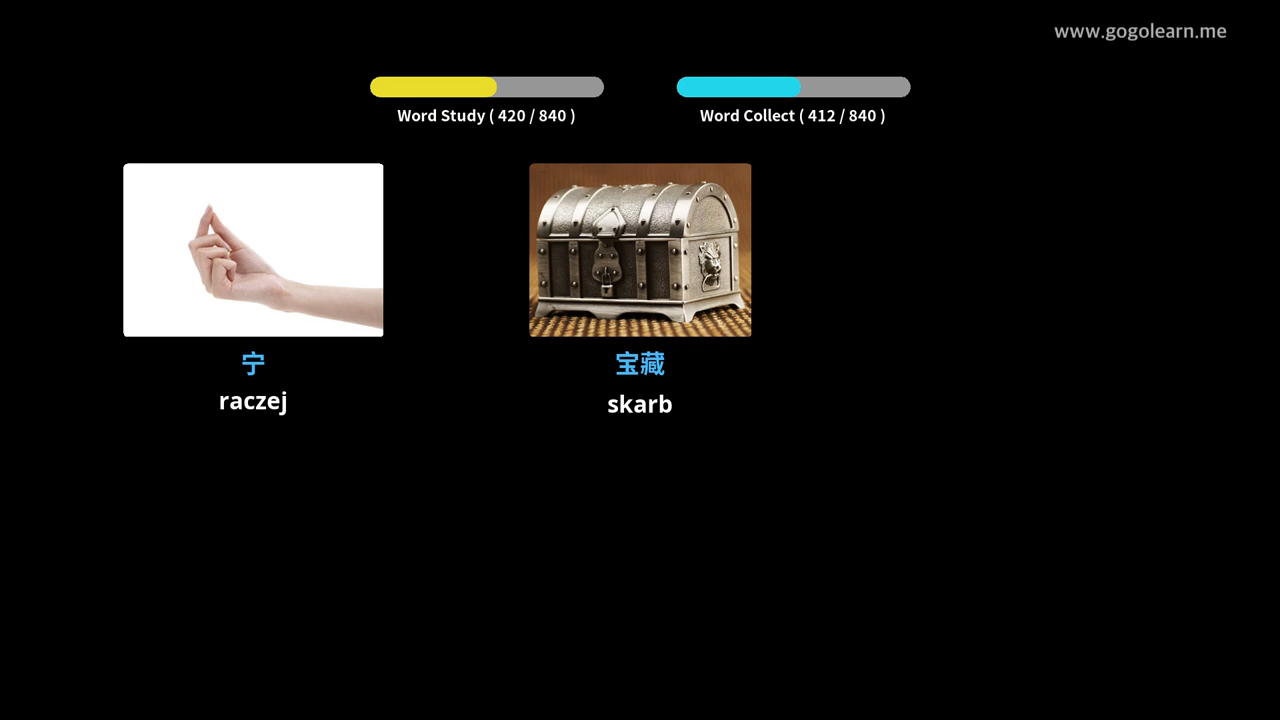 www.gogolearn.me
Word Study ( 420 / 840 )
Word Collect ( 412 / 840 )
宁
raczej
宝藏
skarb